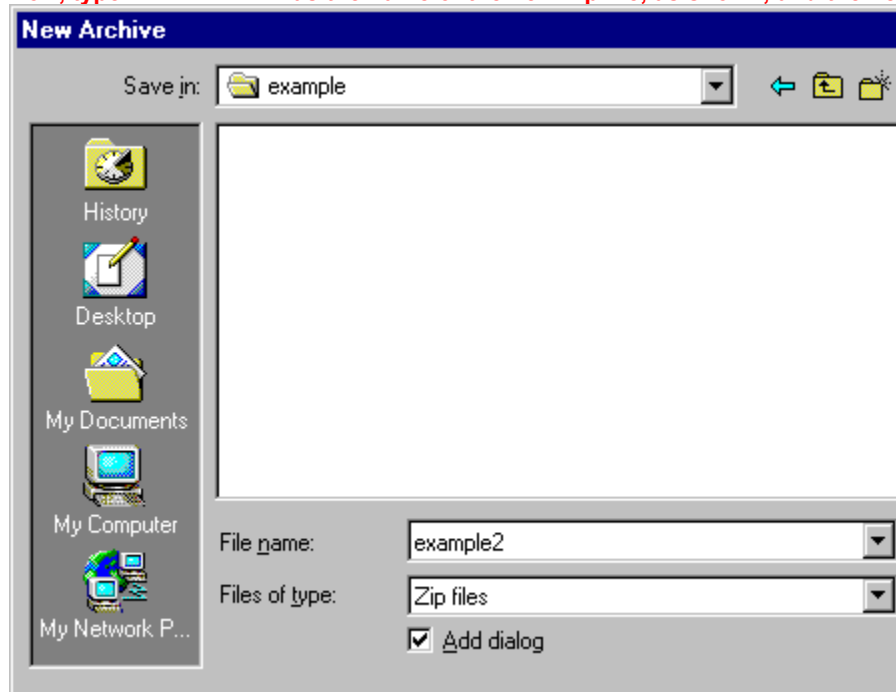 New Archive
Save in:
example
History
Desktop
My Documents
My Computer
My Network P...
File name:
example2
Files of type:
Zip files
Add dialog